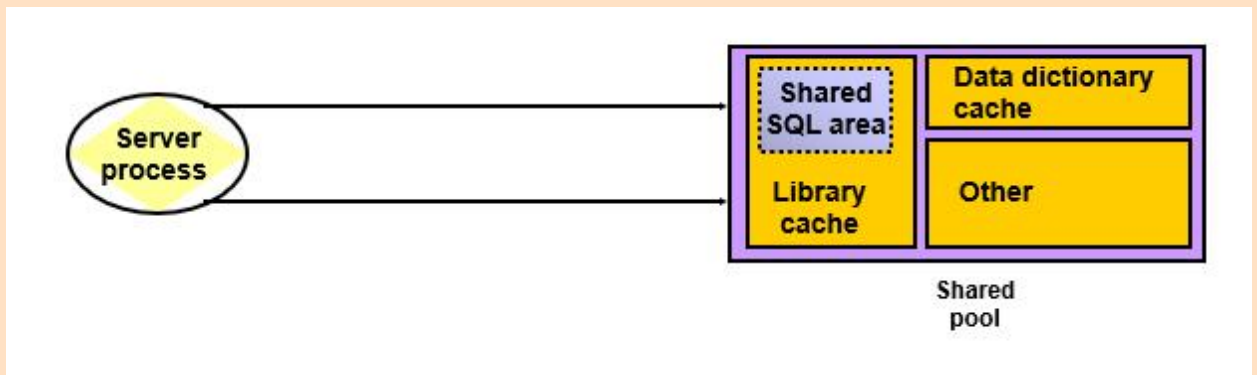 Server
process
Shared
SQL area
Library
cache
Data dictionary
cache
Other
Shared
pool